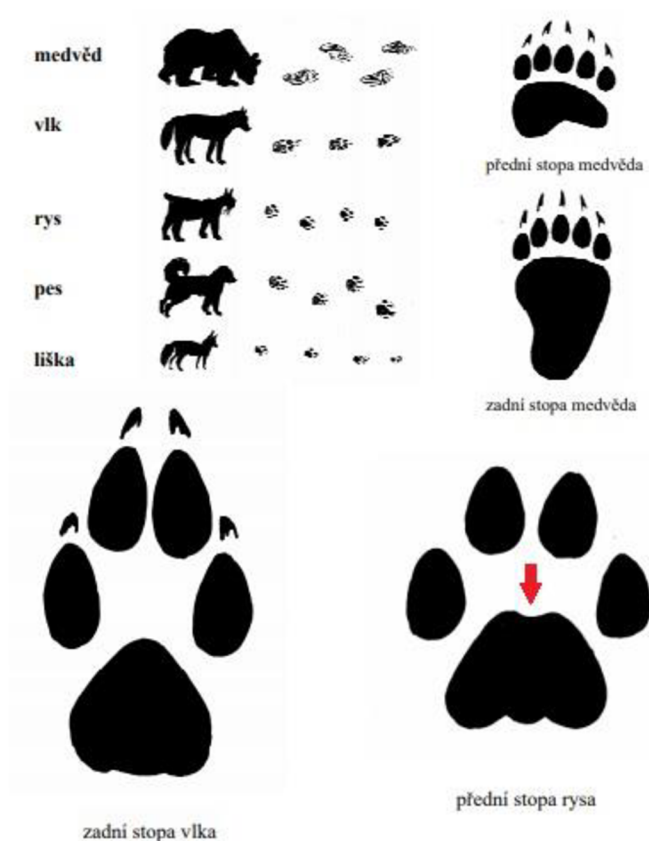 medvěd
vlk
rys
pes
liška
přední stopa medvěda
zadní stopa medvěda
zadní stopa vlka
přední stopa rysa